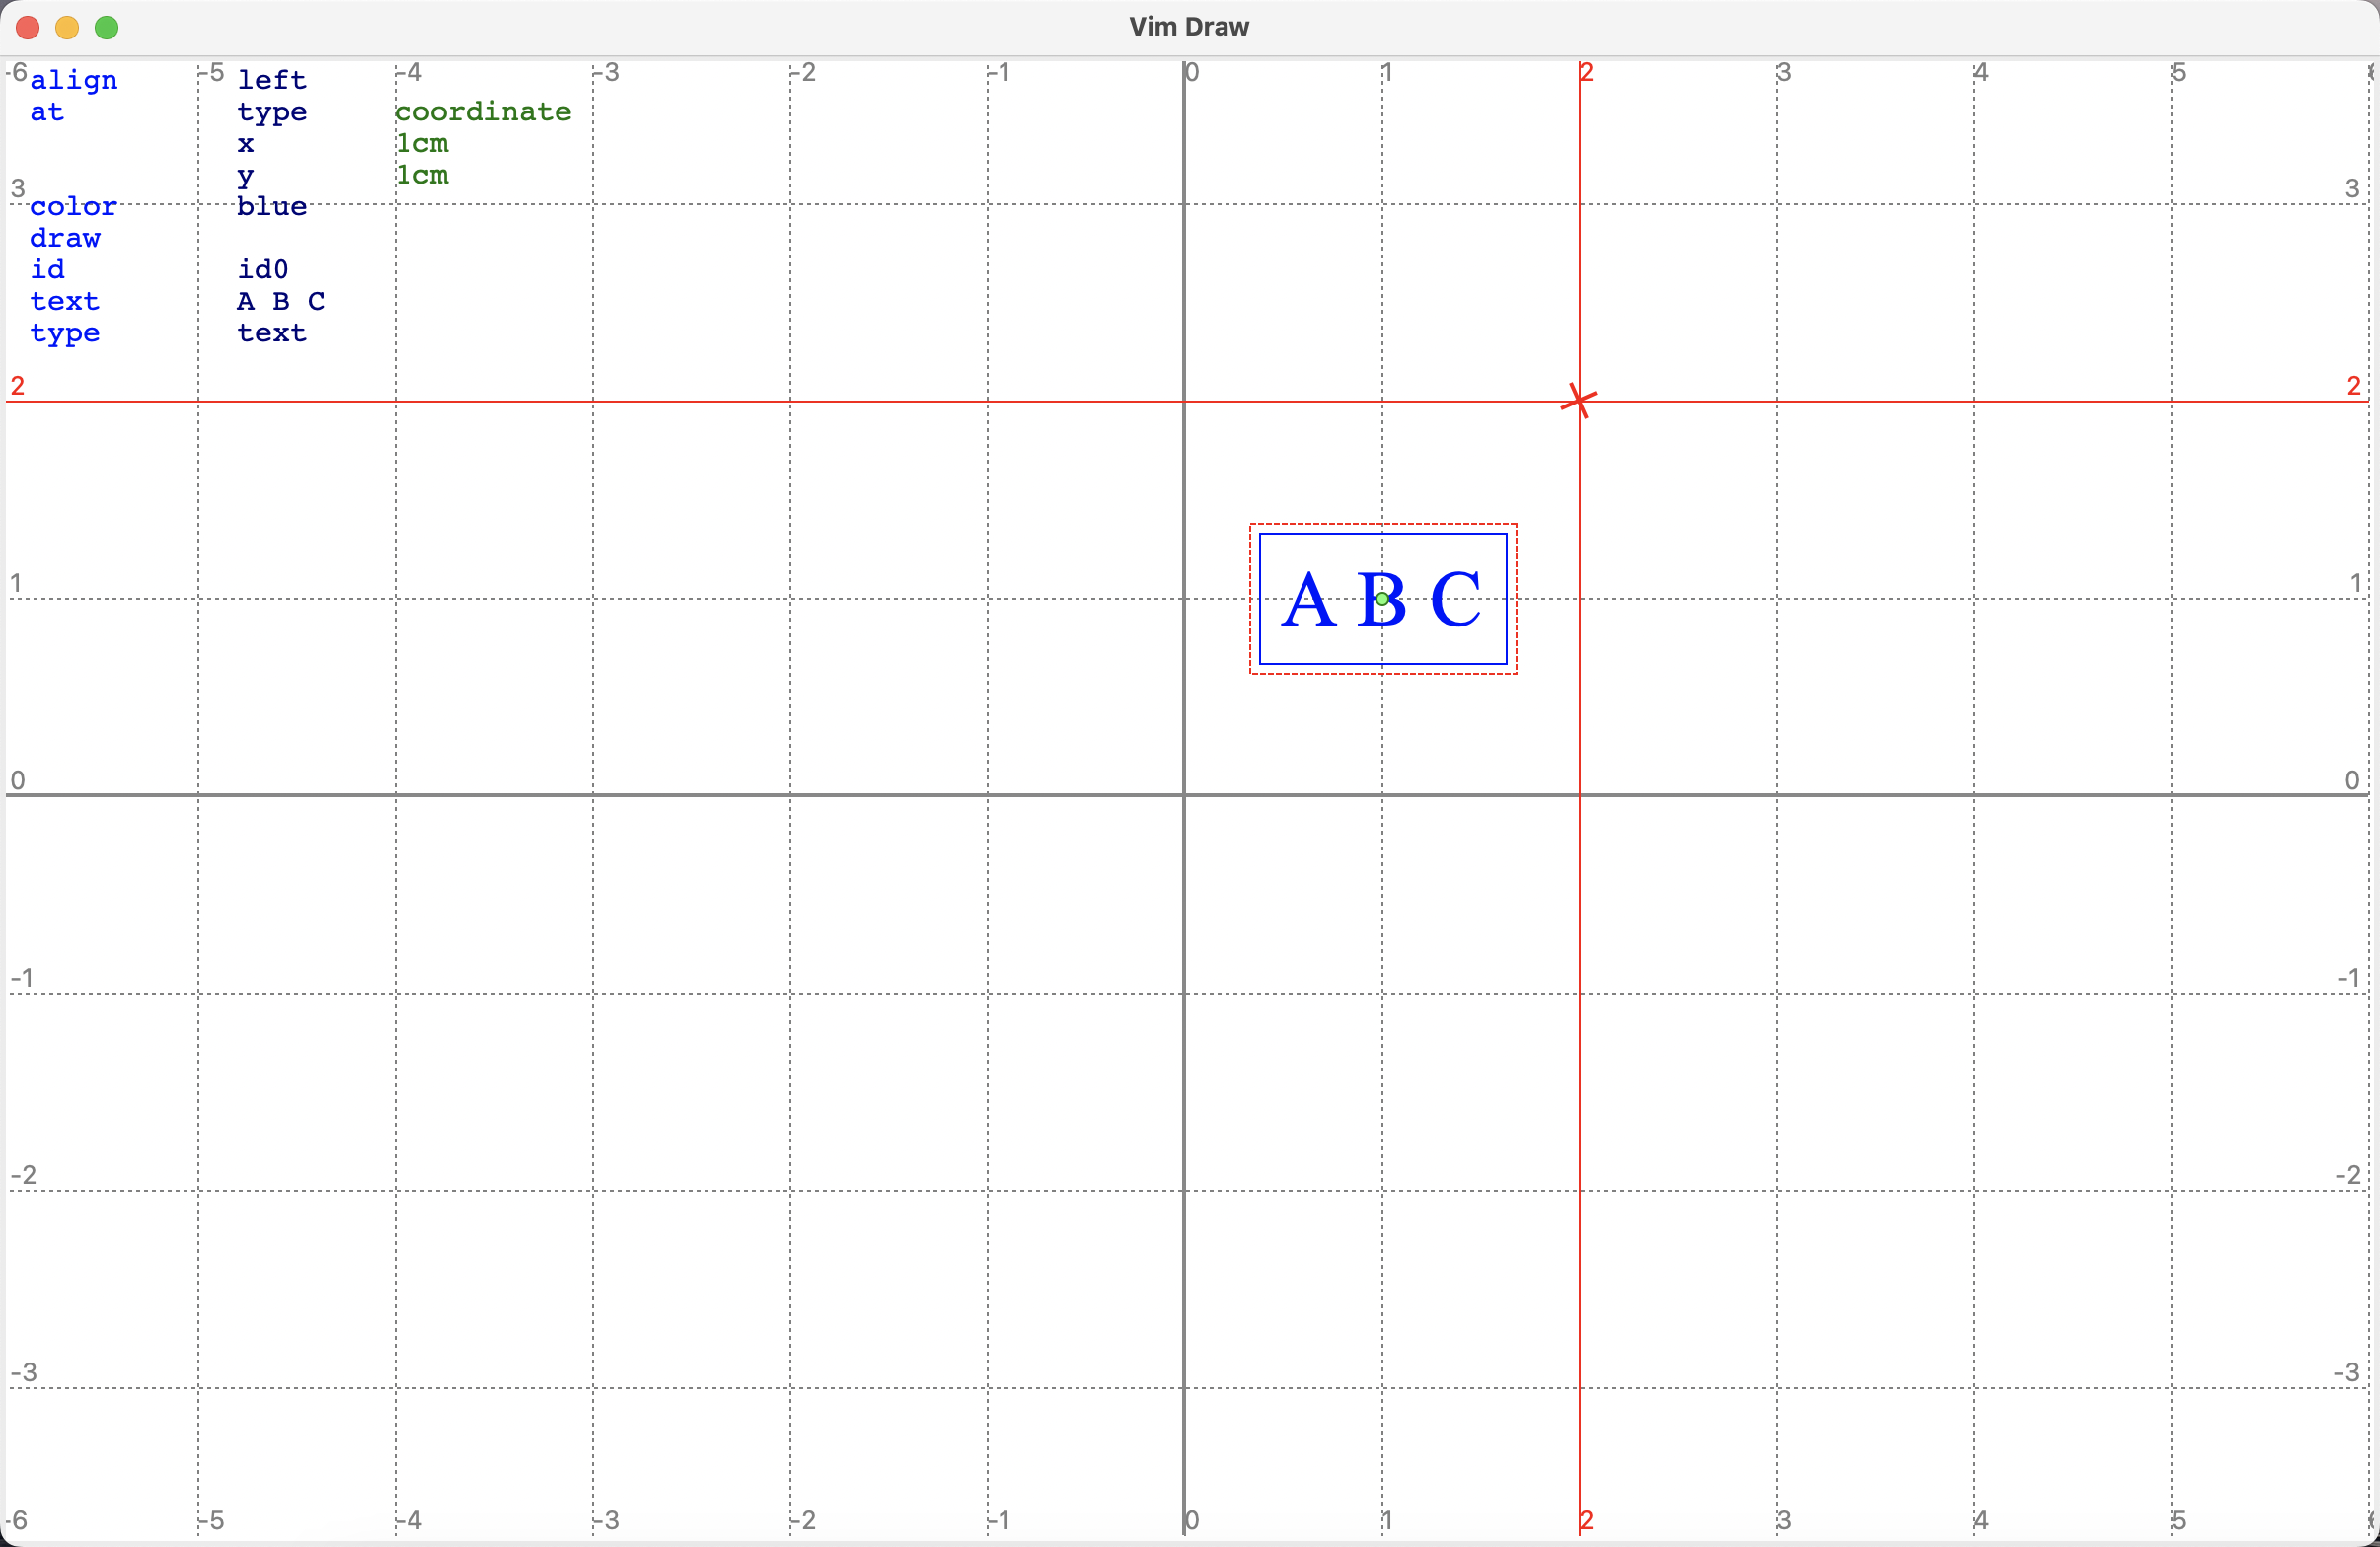 Vim Draw
-6 -5 -4 -3 -2 -1 0 1 2 3 4 5
align left
at type coordinate
x 1cm
y 1cm
3 3
color blue
draw
id id0
text A B C
type text
2 2
1 A B C 1
0 0
-1 -1
-2 -2
-3 -3
-6 -5 -4 -3 -2 -1 0 1 2 3 4 5